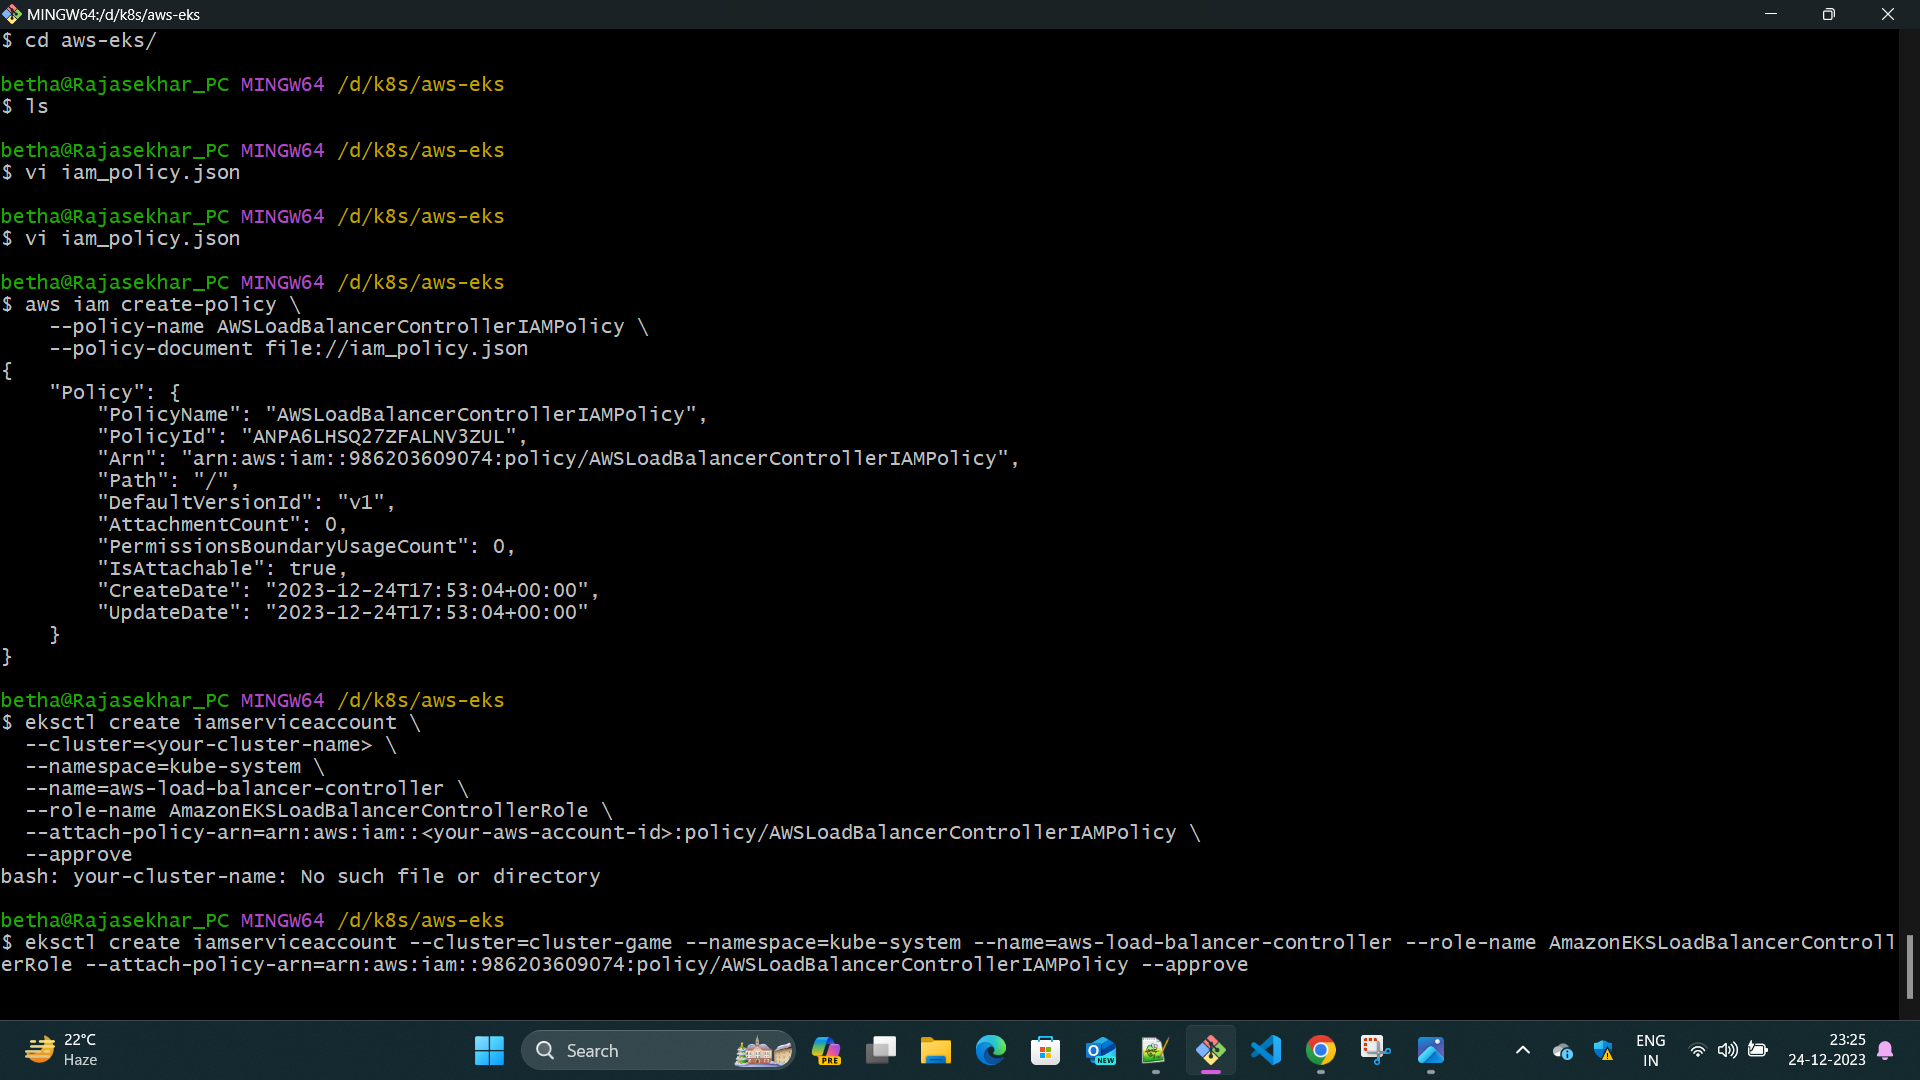 MINGW64:/d/k8s/aws-eks
$ cd aws-eks/
betha@Rajasekhar_PC MINGW64 /d/k8s/aws-eks
$ ls
betha@Rajasekhar_PC MINGW64 /d/k8s/aws-eks
$ vi iam_policy.json
betha@Rajasekhar_PC MINGW64 /d/k8s/aws-eks
$ vi iam_policy.json
betha@Rajasekhar_PC MINGW64 /d/k8s/aws-eks
$ aws iam create-policy \
    --policy-name AWSLoadBalancerControllerIAMPolicy \
    --policy-document file://iam_policy.json
{
    "Policy": {
        "PolicyName": "AWSLoadBalancerControllerIAMPolicy",
        "PolicyId": "ANPA6LHSQ27ZFALNV3ZUL",
        "Arn": "arn:aws:iam::986203609074:policy/AWSLoadBalancerControllerIAMPolicy",
        "Path": "/",
        "DefaultVersionId": "v1",
        "AttachmentCount": 0,
        "PermissionsBoundaryUsageCount": 0,
        "IsAttachable": true,
        "CreateDate": "2023-12-24T17:53:04+00:00",
        "UpdateDate": "2023-12-24T17:53:04+00:00"
    }
}
betha@Rajasekhar_PC MINGW64 /d/k8s/aws-eks
$ eksctl create iamserviceaccount \
  --cluster=<your-cluster-name> \
  --namespace=kube-system \
  --name=aws-load-balancer-controller \
  --role-name AmazonEKSLoadBalancerControllerRole \
  --attach-policy-arn=arn:aws:iam::<your-aws-account-id>:policy/AWSLoadBalancerControllerIAMPolicy \
  --approve
bash: your-cluster-name: No such file or directory
betha@Rajasekhar_PC MINGW64 /d/k8s/aws-eks
$ eksctl create iamserviceaccount --cluster=cluster-game --namespace=kube-system --name=aws-load-balancer-controller --role-name AmazonEKSLoadBalancerControll
erRole --attach-policy-arn=arn:aws:iam::986203609074:policy/AWSLoadBalancerControllerIAMPolicy --approve
22°C
Haze
Search
PRE
NEW
ENG
IN
23:25
24-12-2023